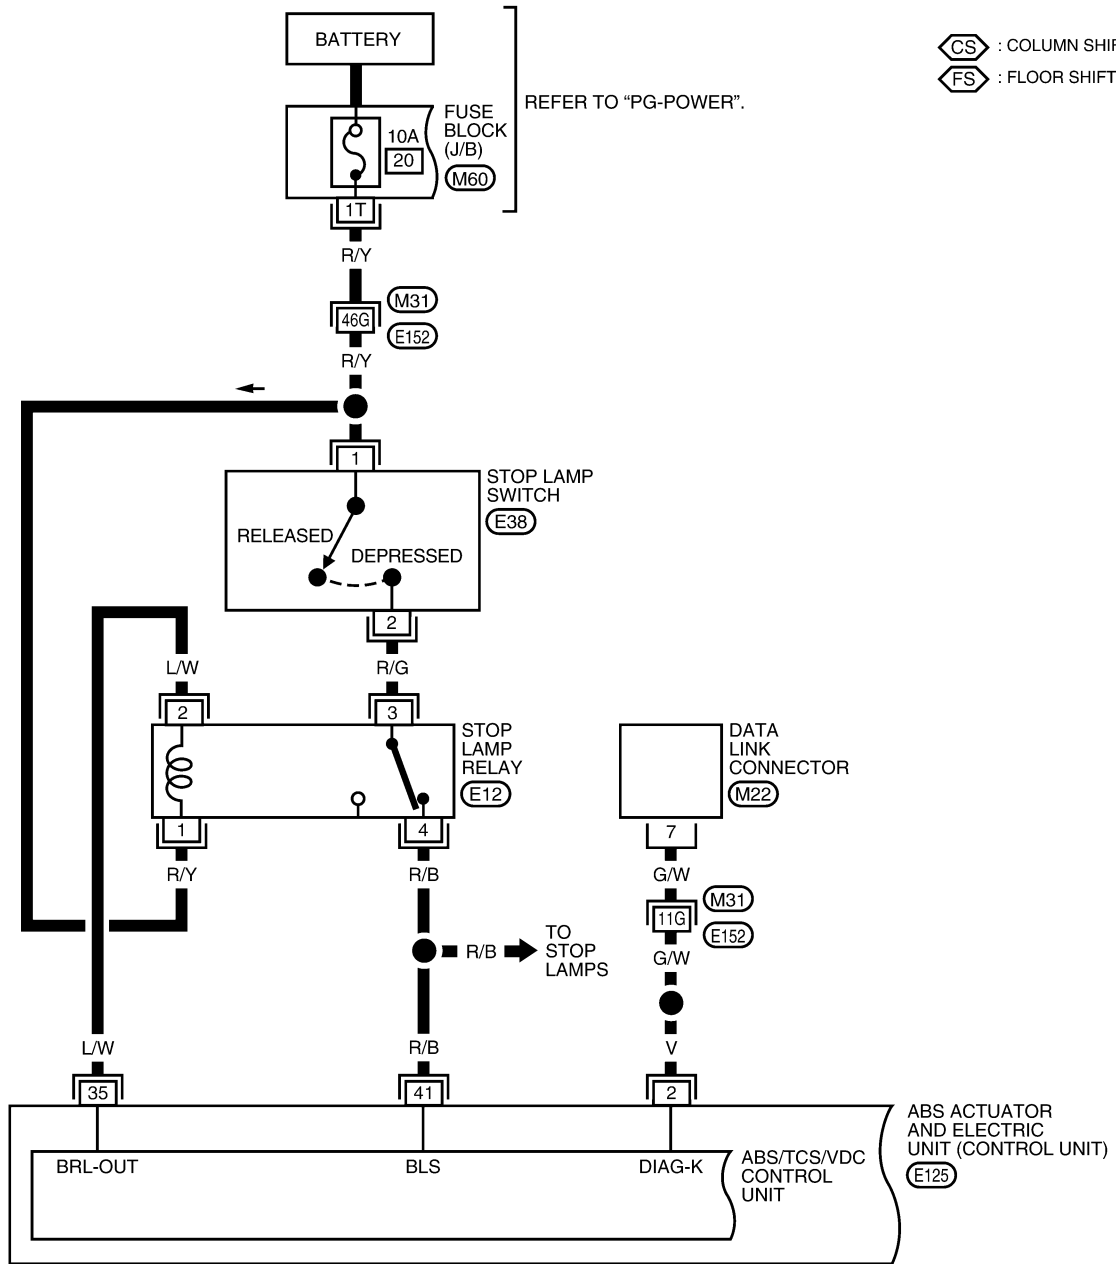 BATTERY
CS : COLUMN SHIF
FS : FLOOR SHIFT
REFER TO “PG-POWER”.
FUSE
BLOCK
(J/B)
M60
10A
20
1T
R/Y
46G
M31
E152
R/Y
1
STOP LAMP
SWITCH
E38
RELEASED
DEPRESSED
2
L/W
R/G
2
3
STOP
LAMP
RELAY
E12
DATA
LINK
CONNECTOR
M22
1
4
7
R/Y
R/B
G/W
11G
M31
E152
G/W
R/B
TO
STOP
LAMPS
L/W
R/B
V
35
41
2
ABS ACTUATOR
AND ELECTRIC
UNIT (CONTROL UNIT)
E125
BRL-OUT
BLS
DIAG-K
ABS/TCS/VDC
CONTROL
UNIT